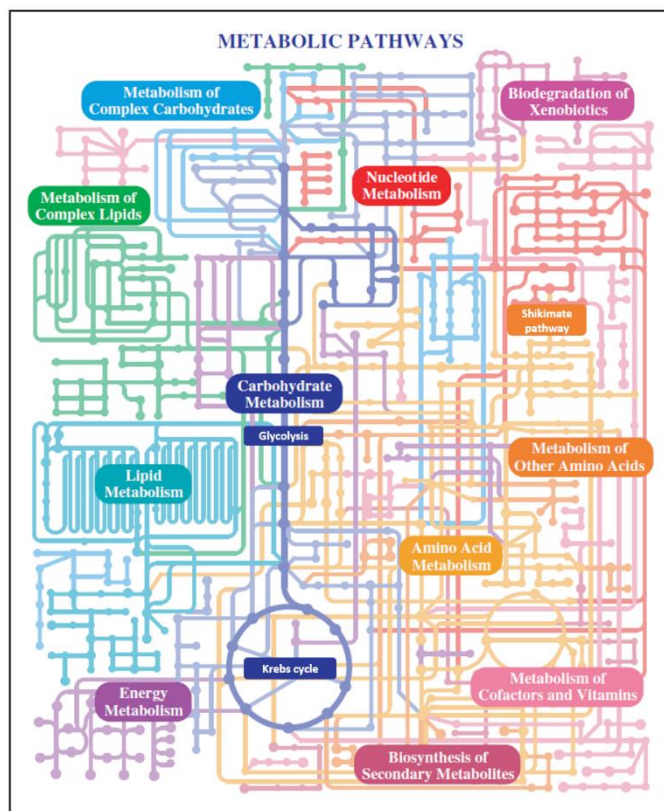 METABOLIC PATHWAYS
Metabolism of
Complex Carbohydrates
Biodegradation of
Xenobiotics
Nucleotide
Metabolism
Metabolism of
Complex Lipids
Shikimate
pathway
Carbohydrate
Metabolism
Glycolysis
Metabolism of
Other Amino Acids
Lipid
Metabolism
Amino Acid
Metabolism
Krebs cycle
Metabolism of
Cofactors and Vitamins
Energy
Metabolism
Biosynthesis of
Secondary Metabolites